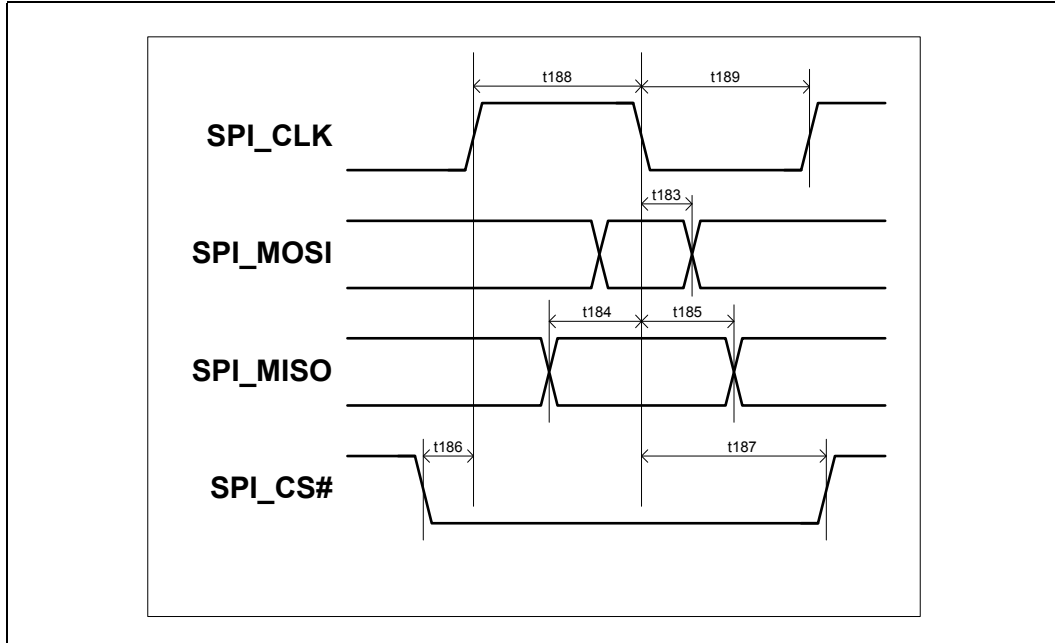 t188
t189
SPI_CLK
t183
SPI_MOSI
t184
t185
SPI_MISO
t186
t187
SPI_CS#